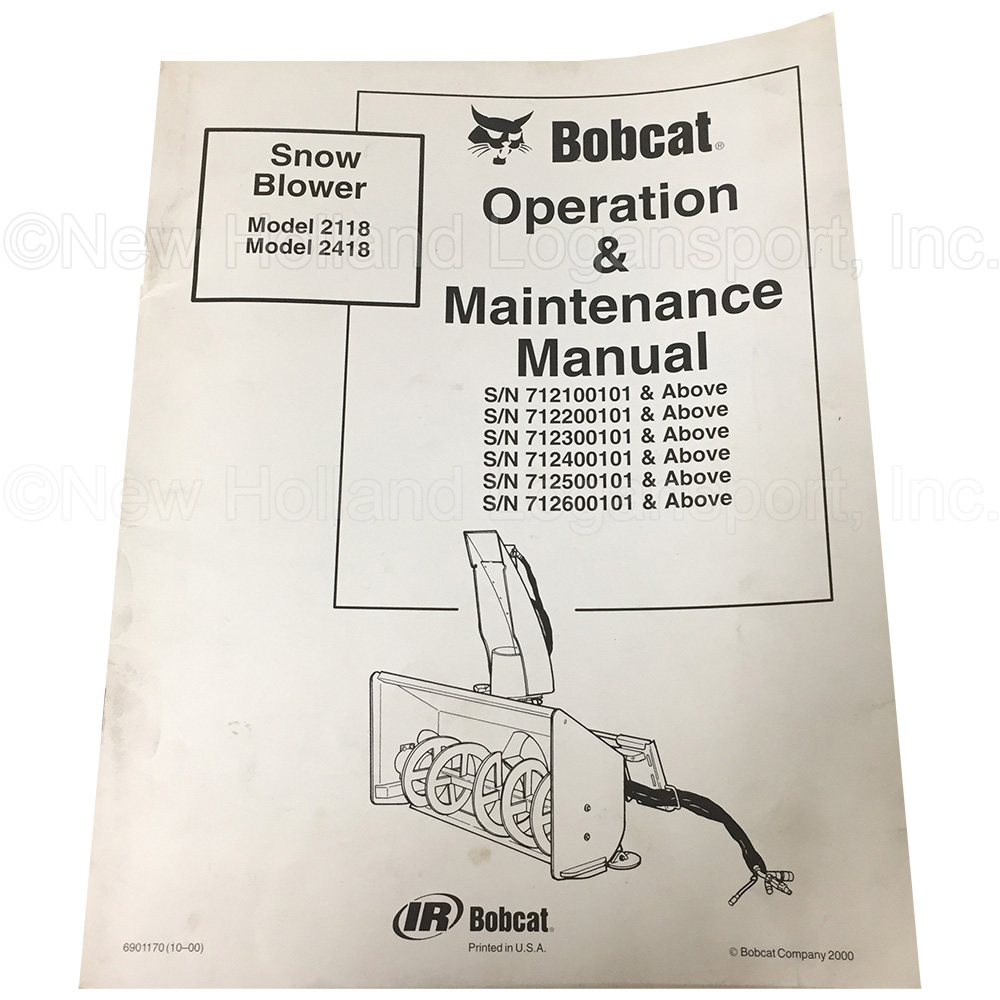 Snow
Blower
Model 2118
Model 2418
Bobcat®
Operation
&
Maintenance
Manual
S/N 712100101 & Above
S/N 712200101 & Above
S/N 712300101 & Above
S/N 712400101 & Above
S/N 712500101 & Above
S/N 712600101 & Above
©New Holland Logansport, Inc.
©New Holland Logansport, Inc.
IR Bobcat®
Printed in U.S.A.
6901170 (10–00)
© Bobcat Company 2000